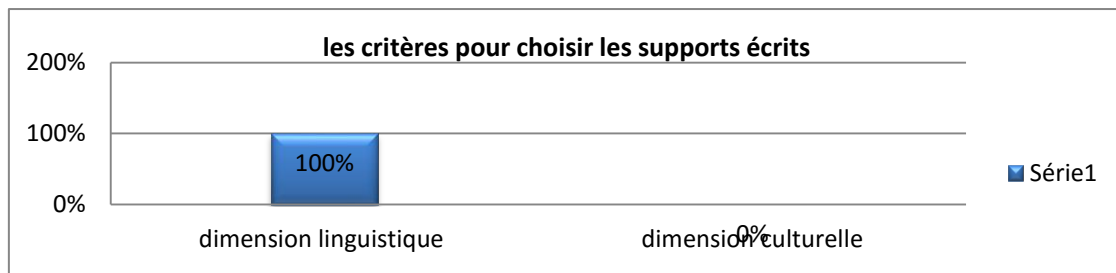 les critères pour choisir les supports écrits
200%
100%
0%
100%
0%
dimension linguistique
dimension culturelle
Série1